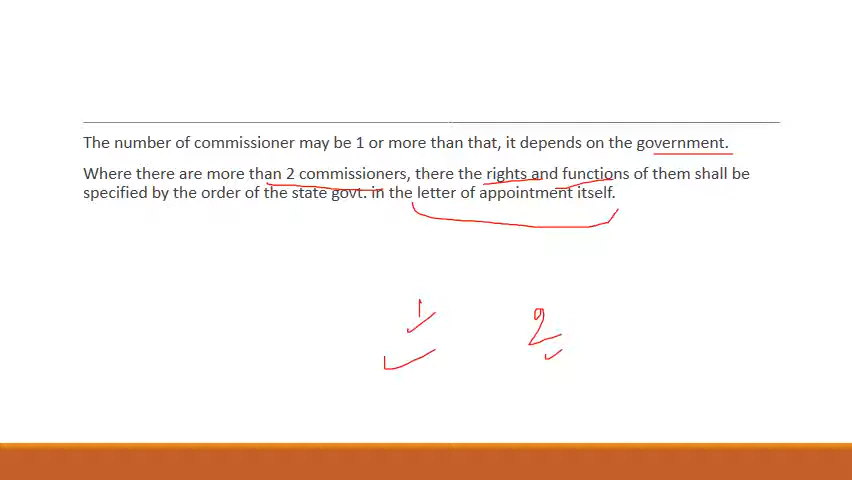 The number of commissioner may be 1 or more than that, it depends on the government.
Where there are more than 2 commissioners, there the rights and functions of them shall be
specified by the order of the state govt. in the letter of appointment itself.
1 2